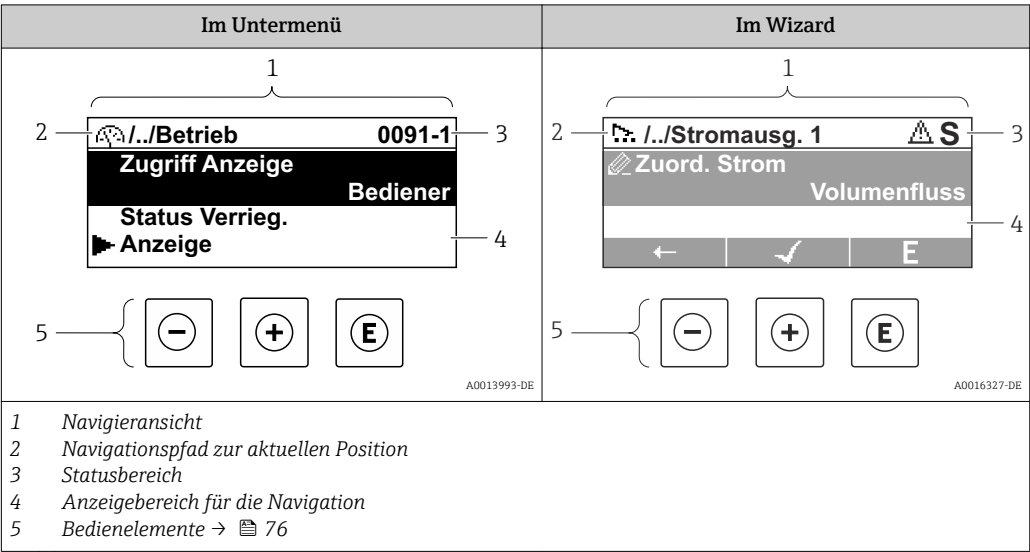 Im Untermenü Im Wizard
1 1
2 /../Betrieb 0091-1 3 2 /../Stromausg. 1 S 3
Zugriff Anzeige Zuord. Strom
Bediener Volumenfluss
Status Verrieg.
Anzeige 4 4
← ✓ E
5 − + E 5 − + E
A0013993-DE A0016327-DE
1 Navigieransicht
2 Navigationspfad zur aktuellen Position
3 Statusbereich
4 Anzeigebereich für die Navigation
5 Bedienelemente → 76